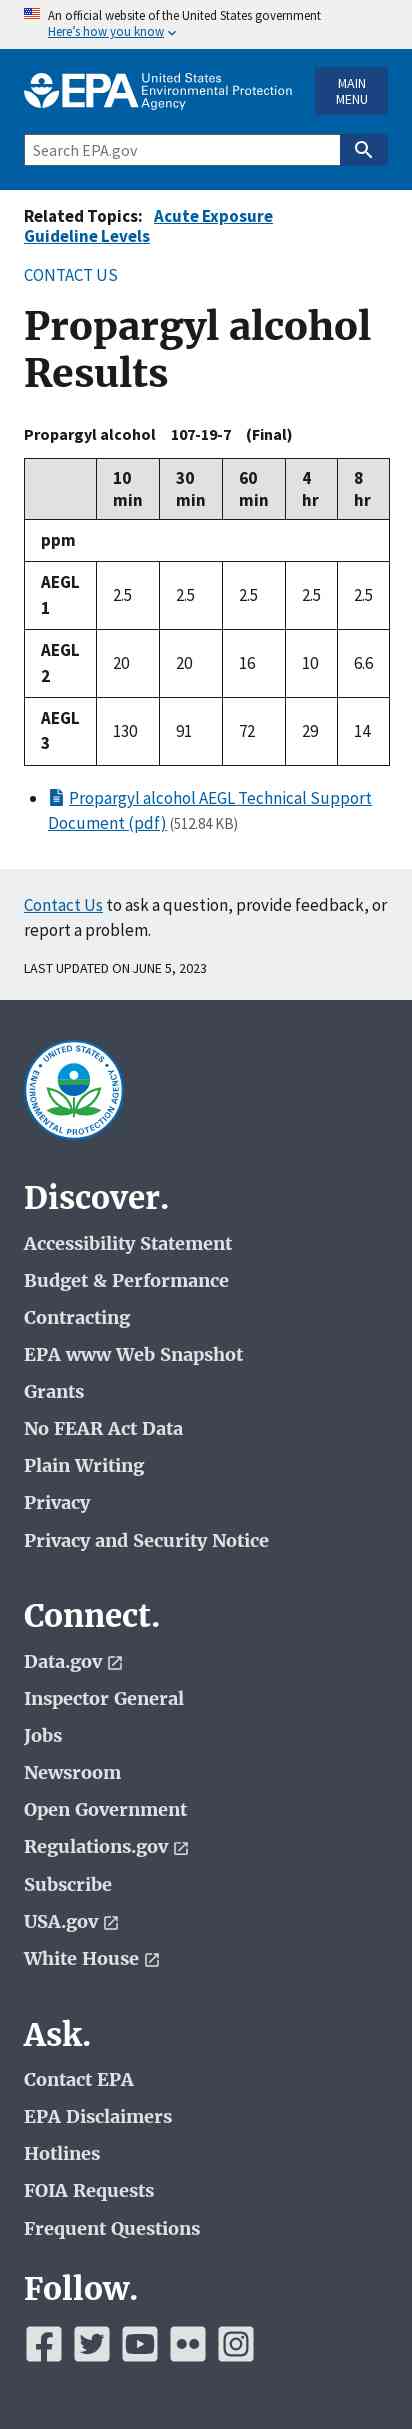 An official website of the United States government
Here’s how you know
EPA United States
Environmental Protection
Agency
MAIN
MENU
Search EPA.gov
Related Topics: Acute Exposure
Guideline Levels
CONTACT US
Propargyl alcohol
Results
Propargyl alcohol 107-19-7 (Final)
10 min 30 min 60 min 4 hr 8 hr
ppm
AEGL 1 2.5 2.5 2.5 2.5 2.5
AEGL 2 20 20 16 10 6.6
AEGL 3 130 91 72 29 14
Propargyl alcohol AEGL Technical Support
Document (pdf) (512.84 KB)
Contact Us to ask a question, provide feedback, or
report a problem.
LAST UPDATED ON JUNE 5, 2023
UNITED STATES
ENVIRONMENTAL PROTECTION AGENCY
Discover.
Accessibility Statement
Budget & Performance
Contracting
EPA www Web Snapshot
Grants
No FEAR Act Data
Plain Writing
Privacy
Privacy and Security Notice
Connect.
Data.gov
Inspector General
Jobs
Newsroom
Open Government
Regulations.gov
Subscribe
USA.gov
White House
Ask.
Contact EPA
EPA Disclaimers
Hotlines
FOIA Requests
Frequent Questions
Follow.